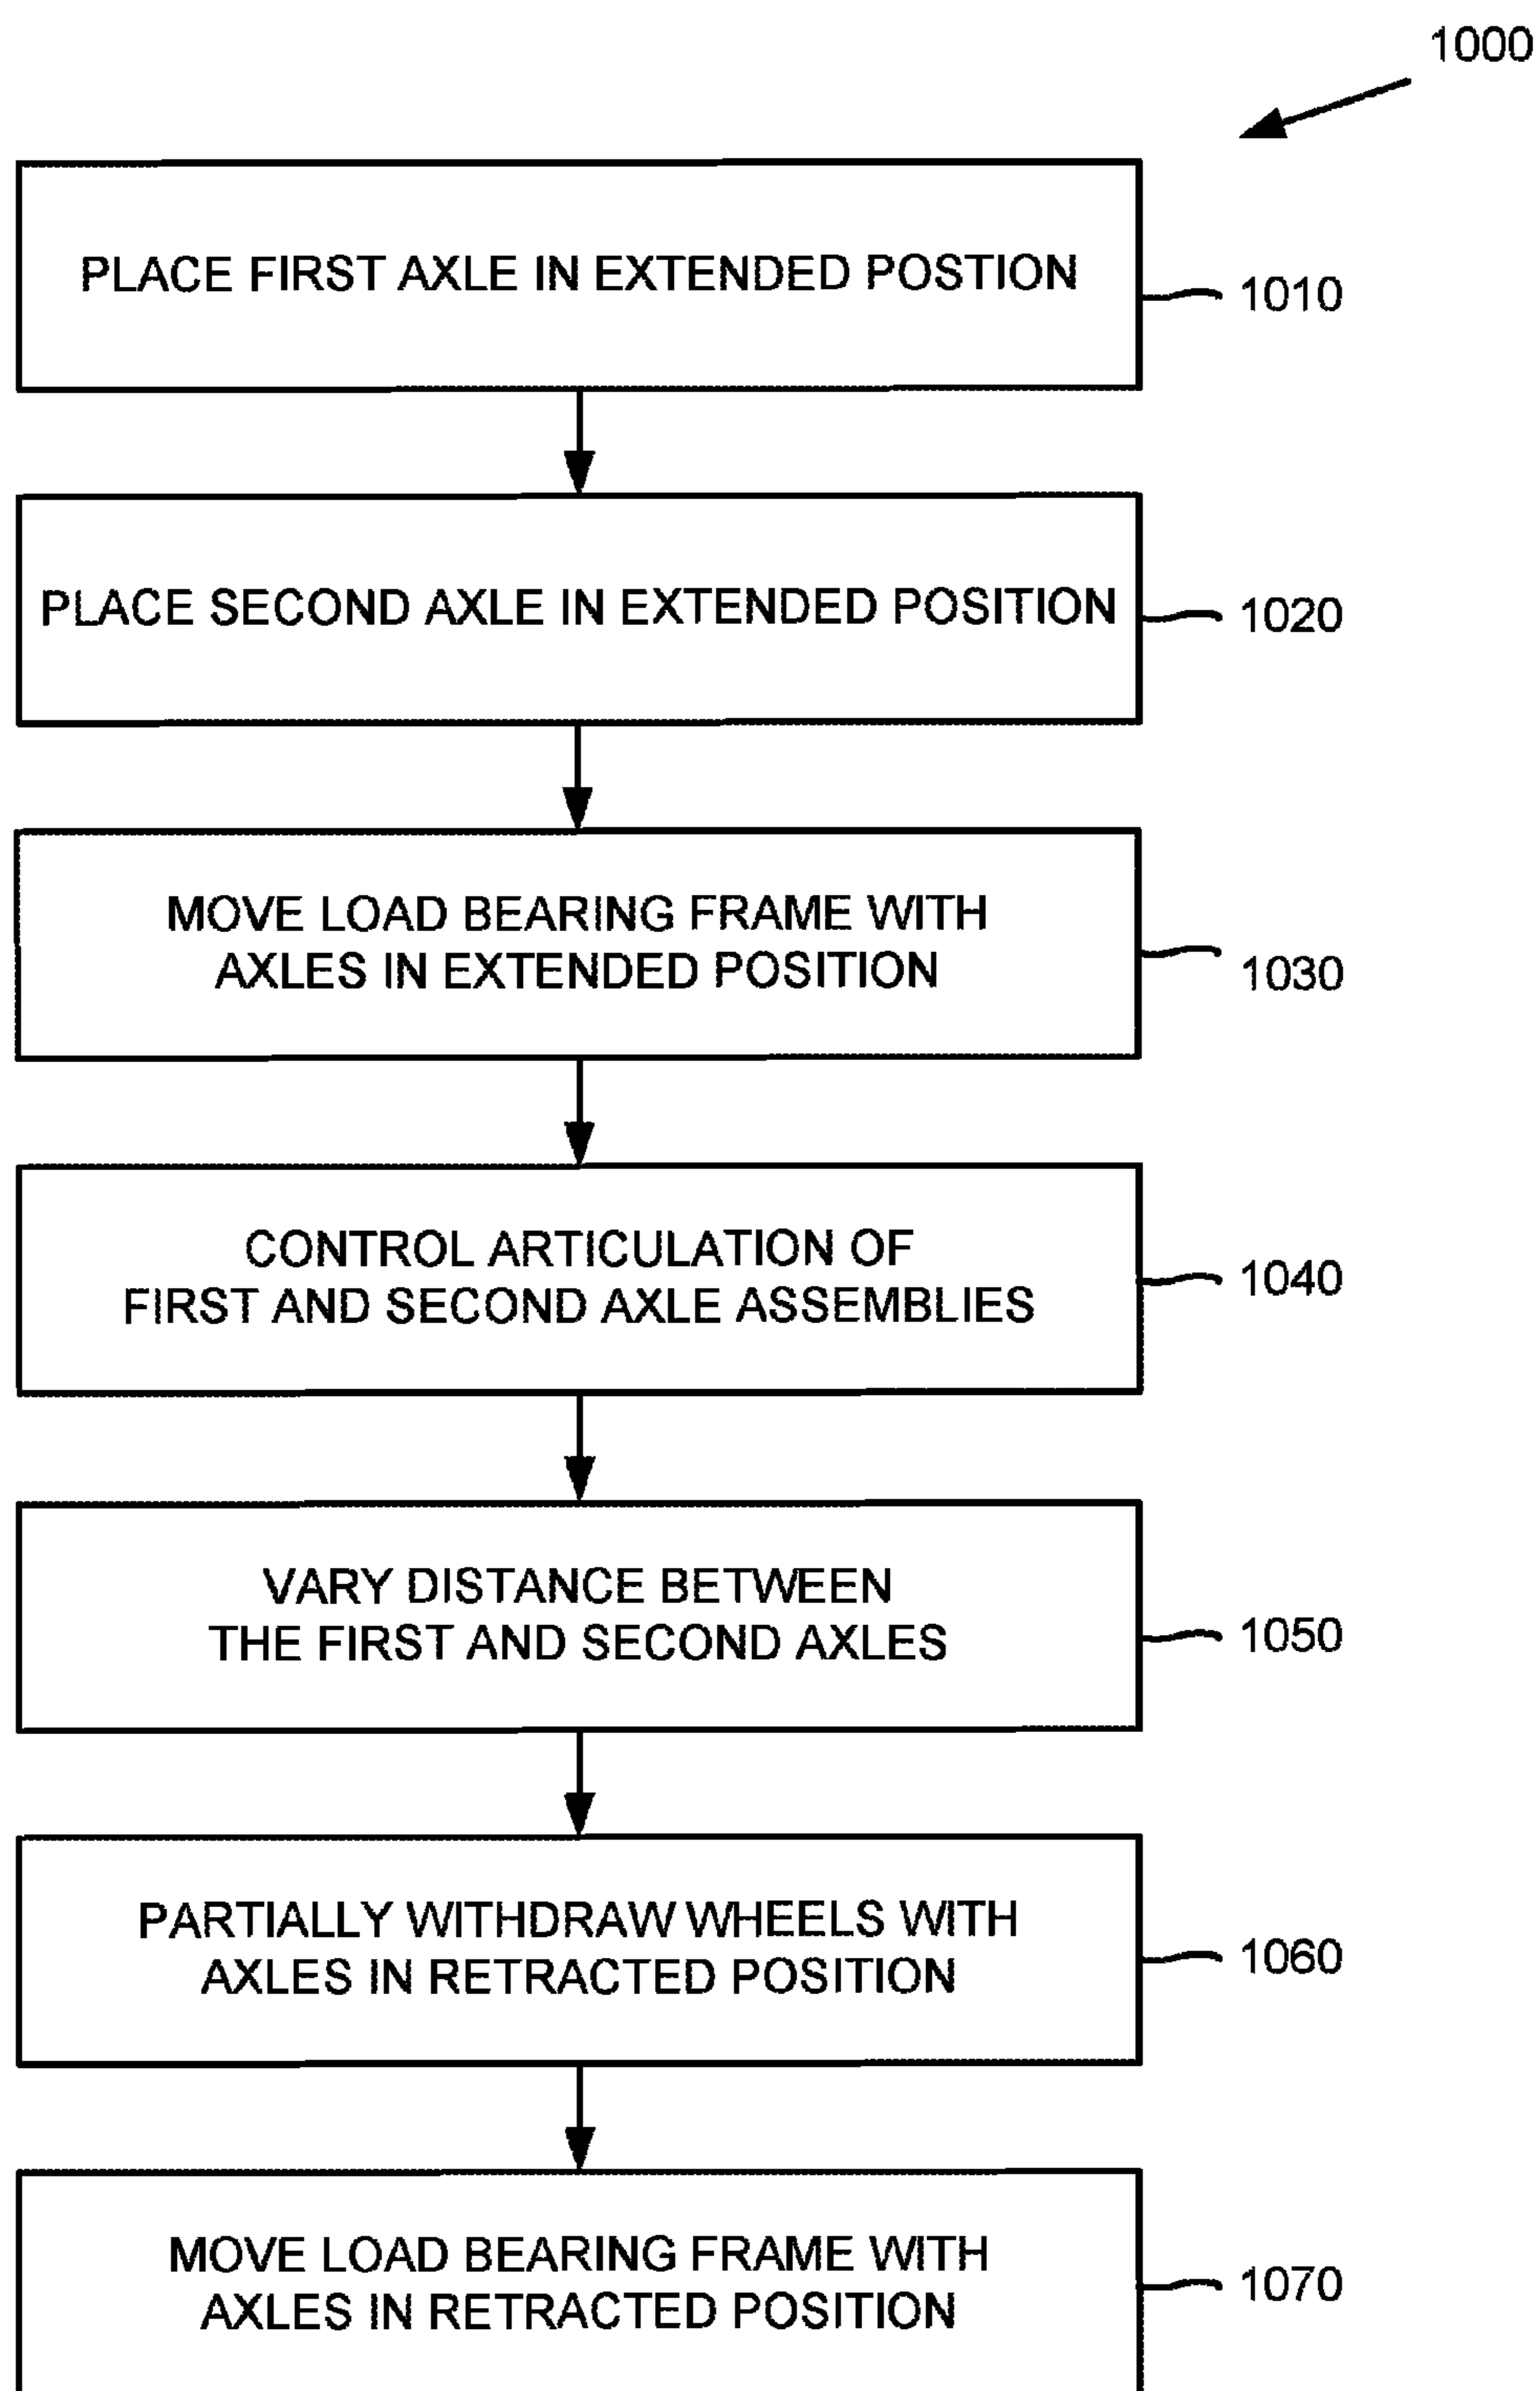 1000
PLACE FIRST AXLE IN EXTENDED POSTION
1010
PLACE SECOND AXLE IN EXTENDED POSITION
1020
MOVE LOAD BEARING FRAME WITH
AXLES IN EXTENDED POSITION
1030
CONTROL ARTICULATION OF
FIRST AND SECOND AXLE ASSEMBLIES
1040
VARY DISTANCE BETWEEN
THE FIRST AND SECOND AXLES
1050
PARTIALLY WITHDRAW WHEELS WITH
AXLES IN RETRACTED POSITION
1060
MOVE LOAD BEARING FRAME WITH
AXLES IN RETRACTED POSITION
1070